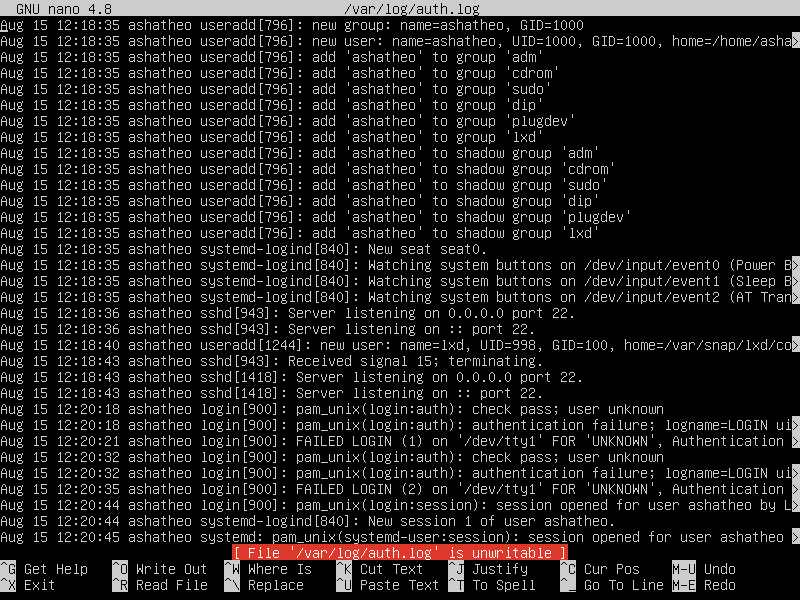 GNU nano 4.8 /var/log/auth.log
Aug 15 12:18:35 ashatheo useradd[796]: new group: name=ashatheo, GID=1000
Aug 15 12:18:35 ashatheo useradd[796]: new user: name=ashatheo, UID=1000, GID=1000, home=/home/asha>
Aug 15 12:18:35 ashatheo useradd[796]: add 'ashatheo' to group 'adm'
Aug 15 12:18:35 ashatheo useradd[796]: add 'ashatheo' to group 'cdrom'
Aug 15 12:18:35 ashatheo useradd[796]: add 'ashatheo' to group 'sudo'
Aug 15 12:18:35 ashatheo useradd[796]: add 'ashatheo' to group 'dip'
Aug 15 12:18:35 ashatheo useradd[796]: add 'ashatheo' to group 'plugdev'
Aug 15 12:18:35 ashatheo useradd[796]: add 'ashatheo' to group 'lxd'
Aug 15 12:18:35 ashatheo useradd[796]: add 'ashatheo' to shadow group 'adm'
Aug 15 12:18:35 ashatheo useradd[796]: add 'ashatheo' to shadow group 'cdrom'
Aug 15 12:18:35 ashatheo useradd[796]: add 'ashatheo' to shadow group 'sudo'
Aug 15 12:18:35 ashatheo useradd[796]: add 'ashatheo' to shadow group 'dip'
Aug 15 12:18:35 ashatheo useradd[796]: add 'ashatheo' to shadow group 'plugdev'
Aug 15 12:18:35 ashatheo useradd[796]: add 'ashatheo' to shadow group 'lxd'
Aug 15 12:18:35 ashatheo systemd-logind[840]: New seat seat0.
Aug 15 12:18:35 ashatheo systemd-logind[840]: Watching system buttons on /dev/input/event0 (Power B>
Aug 15 12:18:35 ashatheo systemd-logind[840]: Watching system buttons on /dev/input/event1 (Sleep B>
Aug 15 12:18:35 ashatheo systemd-logind[840]: Watching system buttons on /dev/input/event2 (AT Tran>
Aug 15 12:18:36 ashatheo sshd[943]: Server listening on 0.0.0.0 port 22.
Aug 15 12:18:36 ashatheo sshd[943]: Server listening on :: port 22.
Aug 15 12:18:40 ashatheo useradd[1244]: new user: name=lxd, UID=998, GID=100, home=/var/snap/lxd/co>
Aug 15 12:18:43 ashatheo sshd[943]: Received signal 15; terminating.
Aug 15 12:18:43 ashatheo sshd[1418]: Server listening on 0.0.0.0 port 22.
Aug 15 12:18:43 ashatheo sshd[1418]: Server listening on :: port 22.
Aug 15 12:20:18 ashatheo login[900]: pam_unix(login:auth): check pass; user unknown
Aug 15 12:20:18 ashatheo login[900]: pam_unix(login:auth): authentication failure; logname=LOGIN ui>
Aug 15 12:20:21 ashatheo login[900]: FAILED LOGIN (1) on '/dev/tty1' FOR 'UNKNOWN', Authentication >
Aug 15 12:20:32 ashatheo login[900]: pam_unix(login:auth): check pass; user unknown
Aug 15 12:20:32 ashatheo login[900]: pam_unix(login:auth): authentication failure; logname=LOGIN ui>
Aug 15 12:20:35 ashatheo login[900]: FAILED LOGIN (2) on '/dev/tty1' FOR 'UNKNOWN', Authentication >
Aug 15 12:20:44 ashatheo login[900]: pam_unix(login:session): session opened for user ashatheo by L>
Aug 15 12:20:44 ashatheo systemd-logind[840]: New session 1 of user ashatheo.
Aug 15 12:20:45 ashatheo systemd: pam_unix(systemd-user:session): session opened for user ashatheo >
[ File '/var/log/auth.log' is unwritable ]
^G Get Help ^O Write Out ^W Where Is ^K Cut Text ^J Justify ^C Cur Pos M-U Undo
^X Exit ^R Read File ^\ Replace ^U Paste Text ^T To Spell ^_ Go To Line M-E Redo